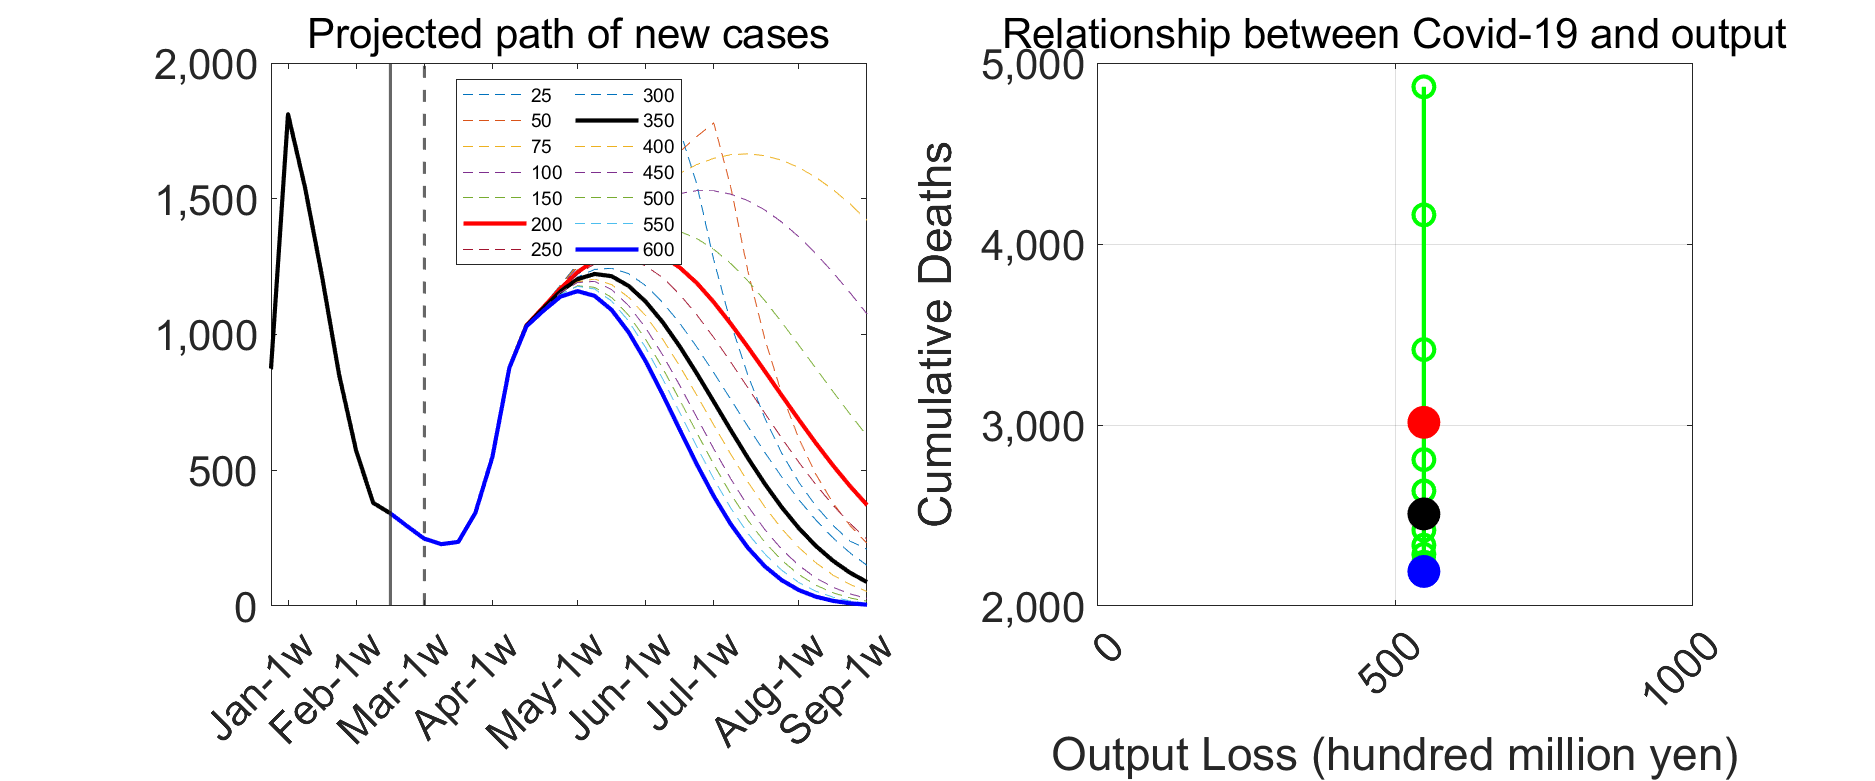 Projected path of new cases
2,000
1,500
1,000
500
0
25
50
75
100
150
200
250
300
350
400
450
500
550
600
Jan-1w
Feb-1w
Mar-1w
Apr-1w
May-1w
Jun-1w
Jul-1w
Aug-1w
Sep-1w
Relationship between Covid-19 and output
Cumulative Deaths
5,000
4,000
3,000
2,000
0
500
1000
Output Loss (hundred million yen)